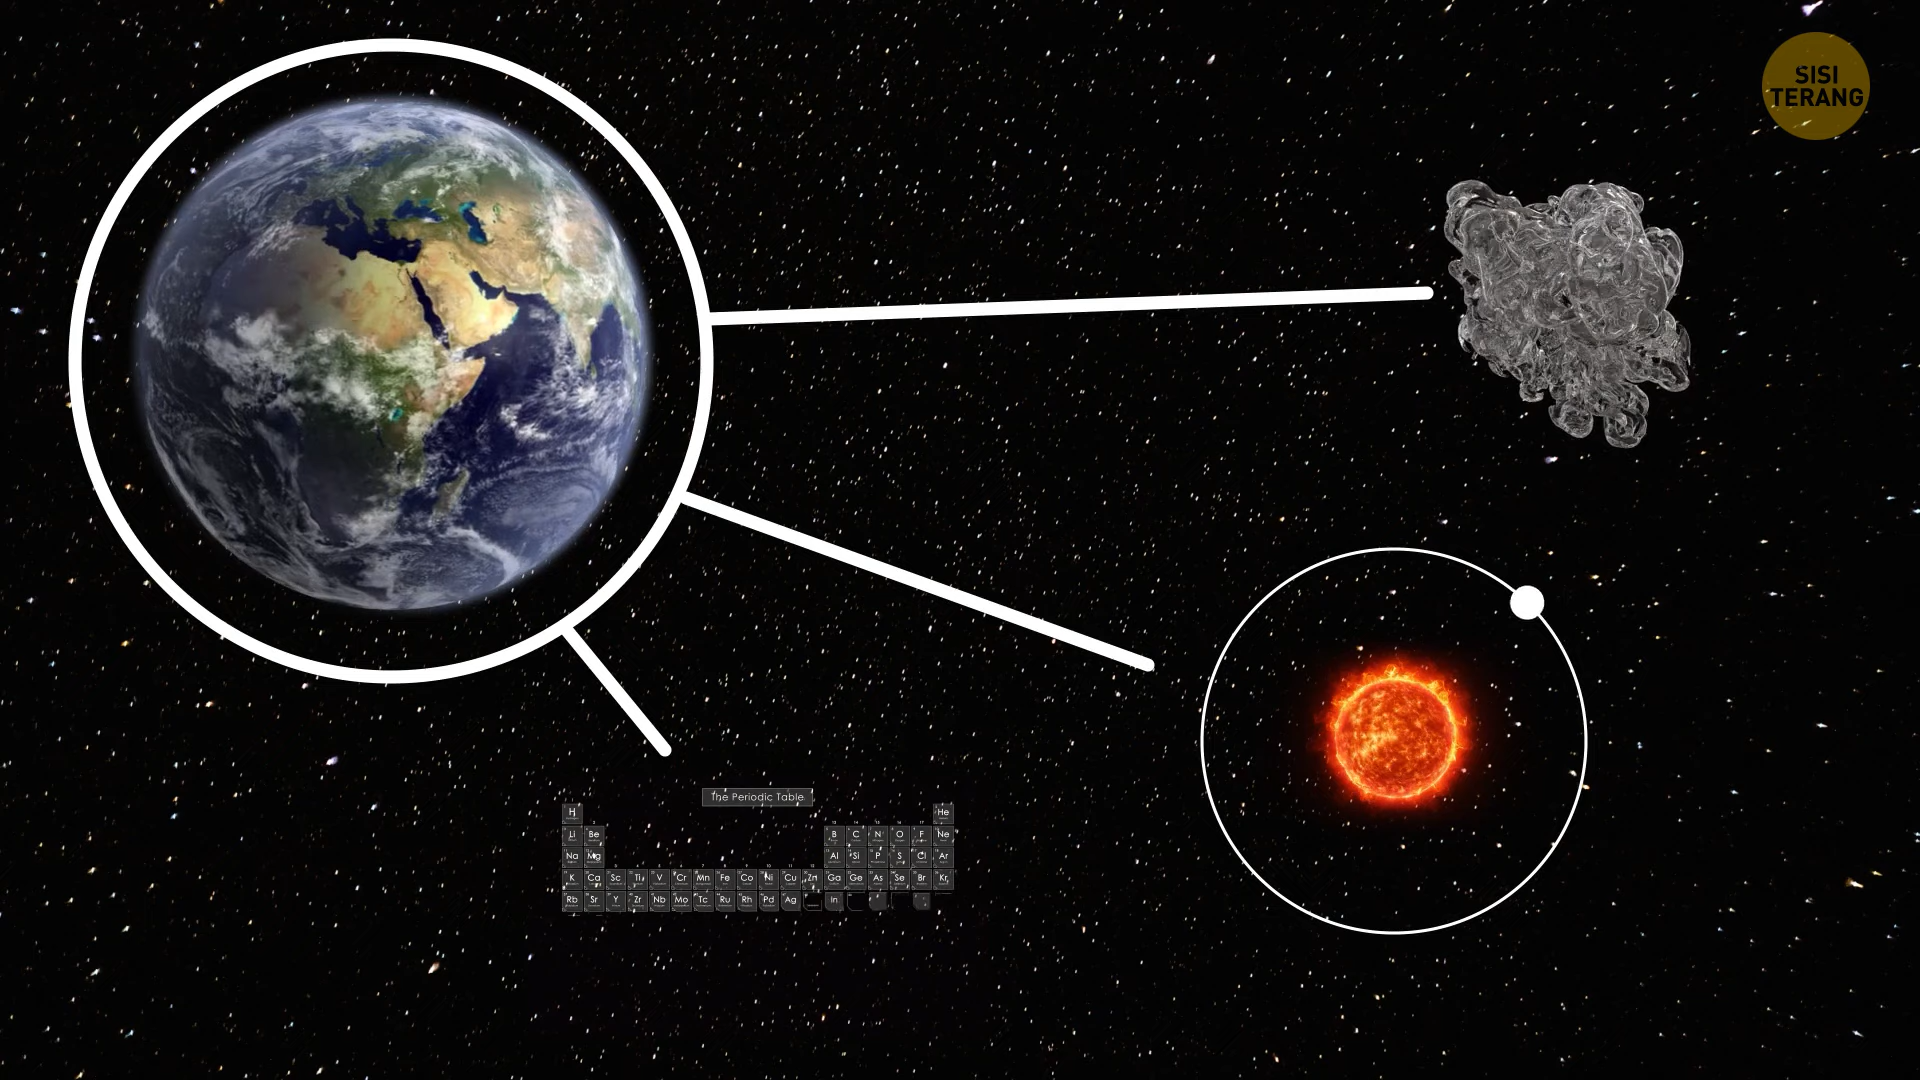 SISI
TERANG
The Periodic Table
H He
Li Be B C N O F Ne
Na Mg Al Si P S Cl Ar
K Ca Sc Ti V Cr Mn Fe Co Ni Cu Zn Ga Ge As Se Br Kr
Rb Sr Y Zr Nb Mo Tc Ru Rh Pd Ag In